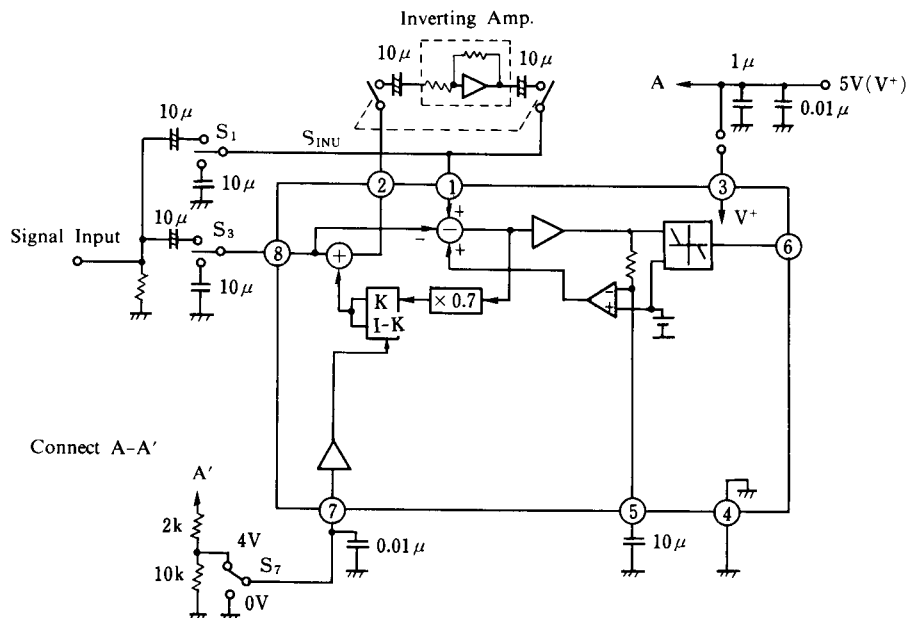 Inverting Amp.
10μ
10μ
1μ
A
5V(V⁺)
0.01μ
10μ
S₁
S_INU
10μ
2
1
3
V⁺
10μ
Signal Input
S₃
8
+
-
+
-
+
6
10μ
K
I-K
× 0.7
-
+
Connect A-A′
A′
7
5
4
2k
4V
S₇
0.01μ
10μ
10k
0V